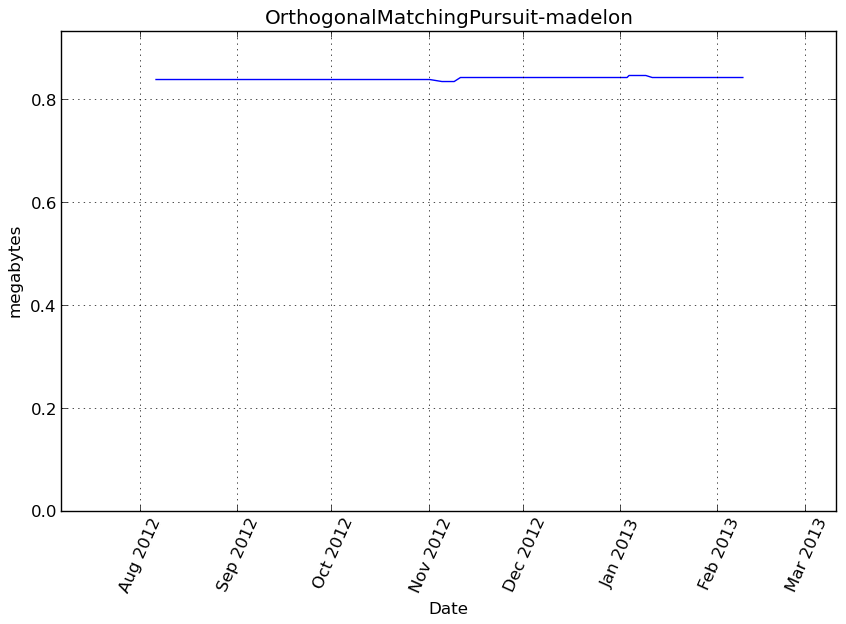 OrthogonalMatchingPursuit-madelon
0.8
0.6
0.4
0.2
0.0
megabytes
Aug 2012
Sep 2012
Oct 2012
Nov 2012
Dec 2012
Jan 2013
Feb 2013
Mar 2013
Date